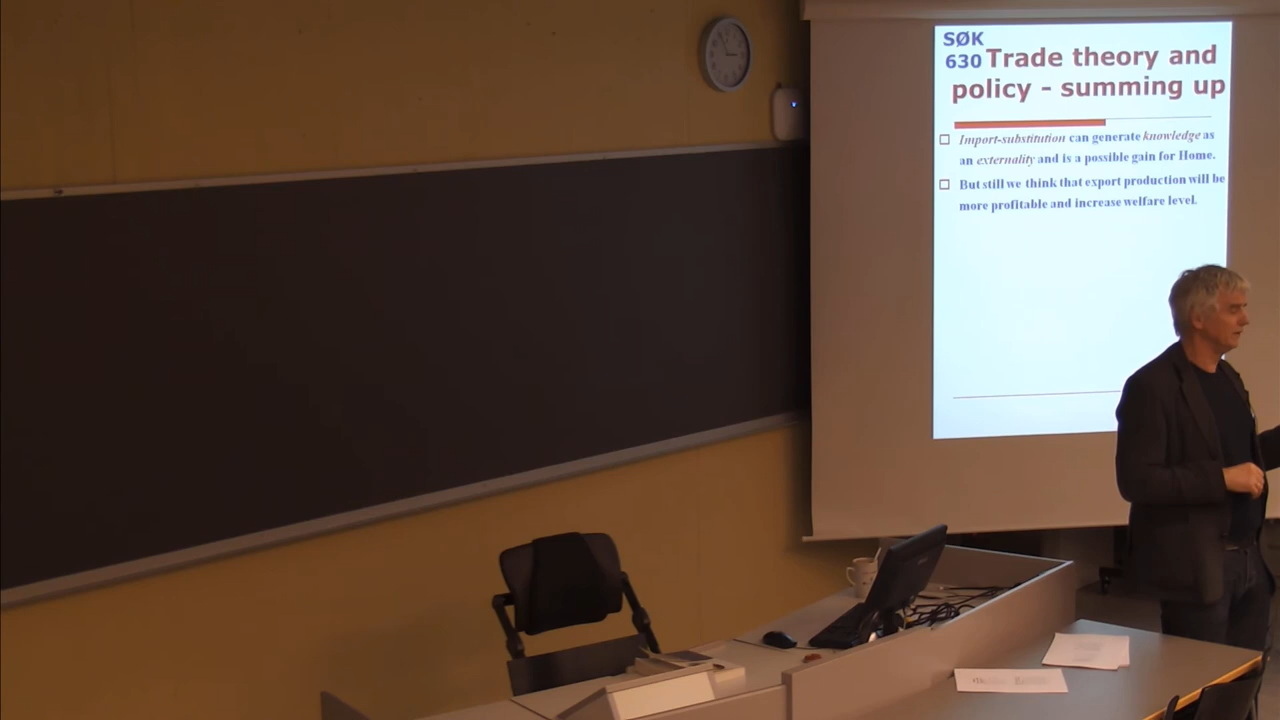 SØK
630 Trade theory and
policy - summing up
Import-substitution can generate knowledge as
an externality and is a possible gain for Home.
But still we think that export production will be
more profitable and increase welfare level.